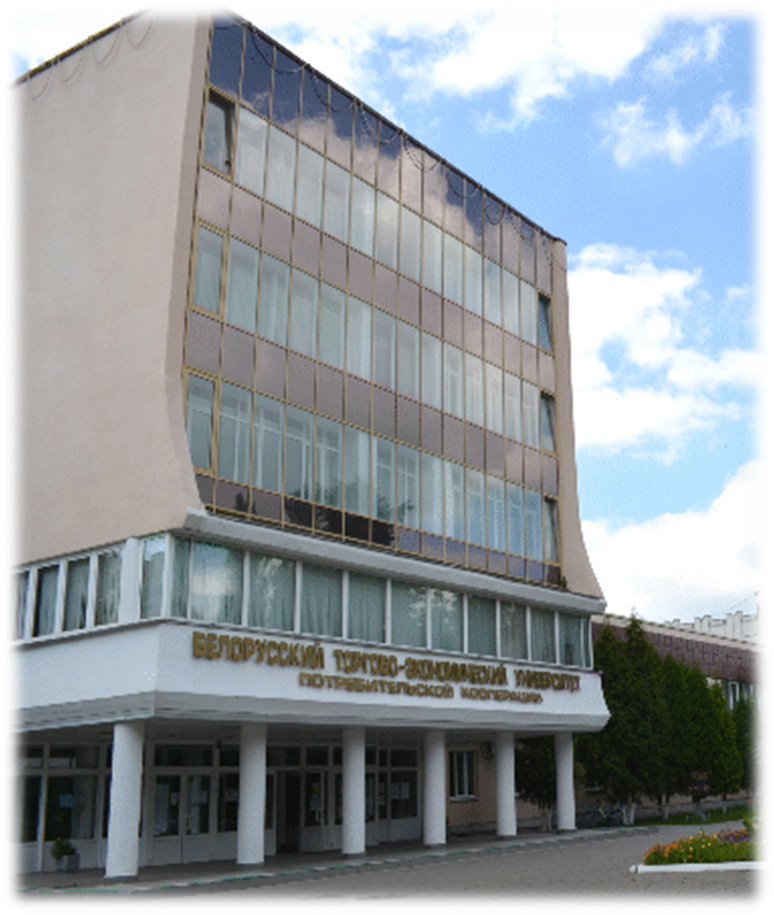 БЕЛОРУССКИЙ ТОРГОВО-ЭКОНОМИЧЕСКИЙ УНИВЕРСИТЕТ
ПОТРЕБИТЕЛЬСКОЙ КООПЕРАЦИИ